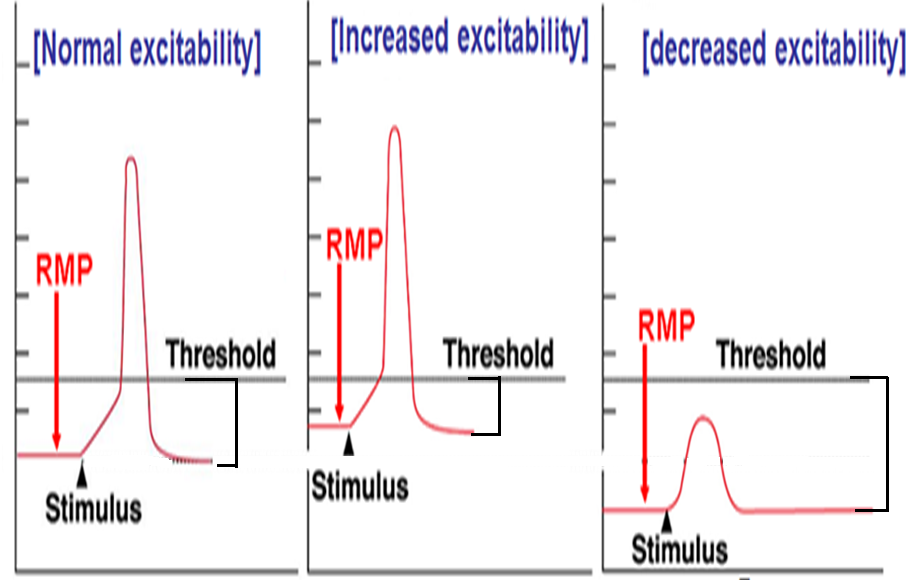 [Normal excitability]
RMP
Threshold
Stimulus
[Increased excitability]
RMP
Threshold
Stimulus
[decreased excitability]
RMP
Threshold
Stimulus